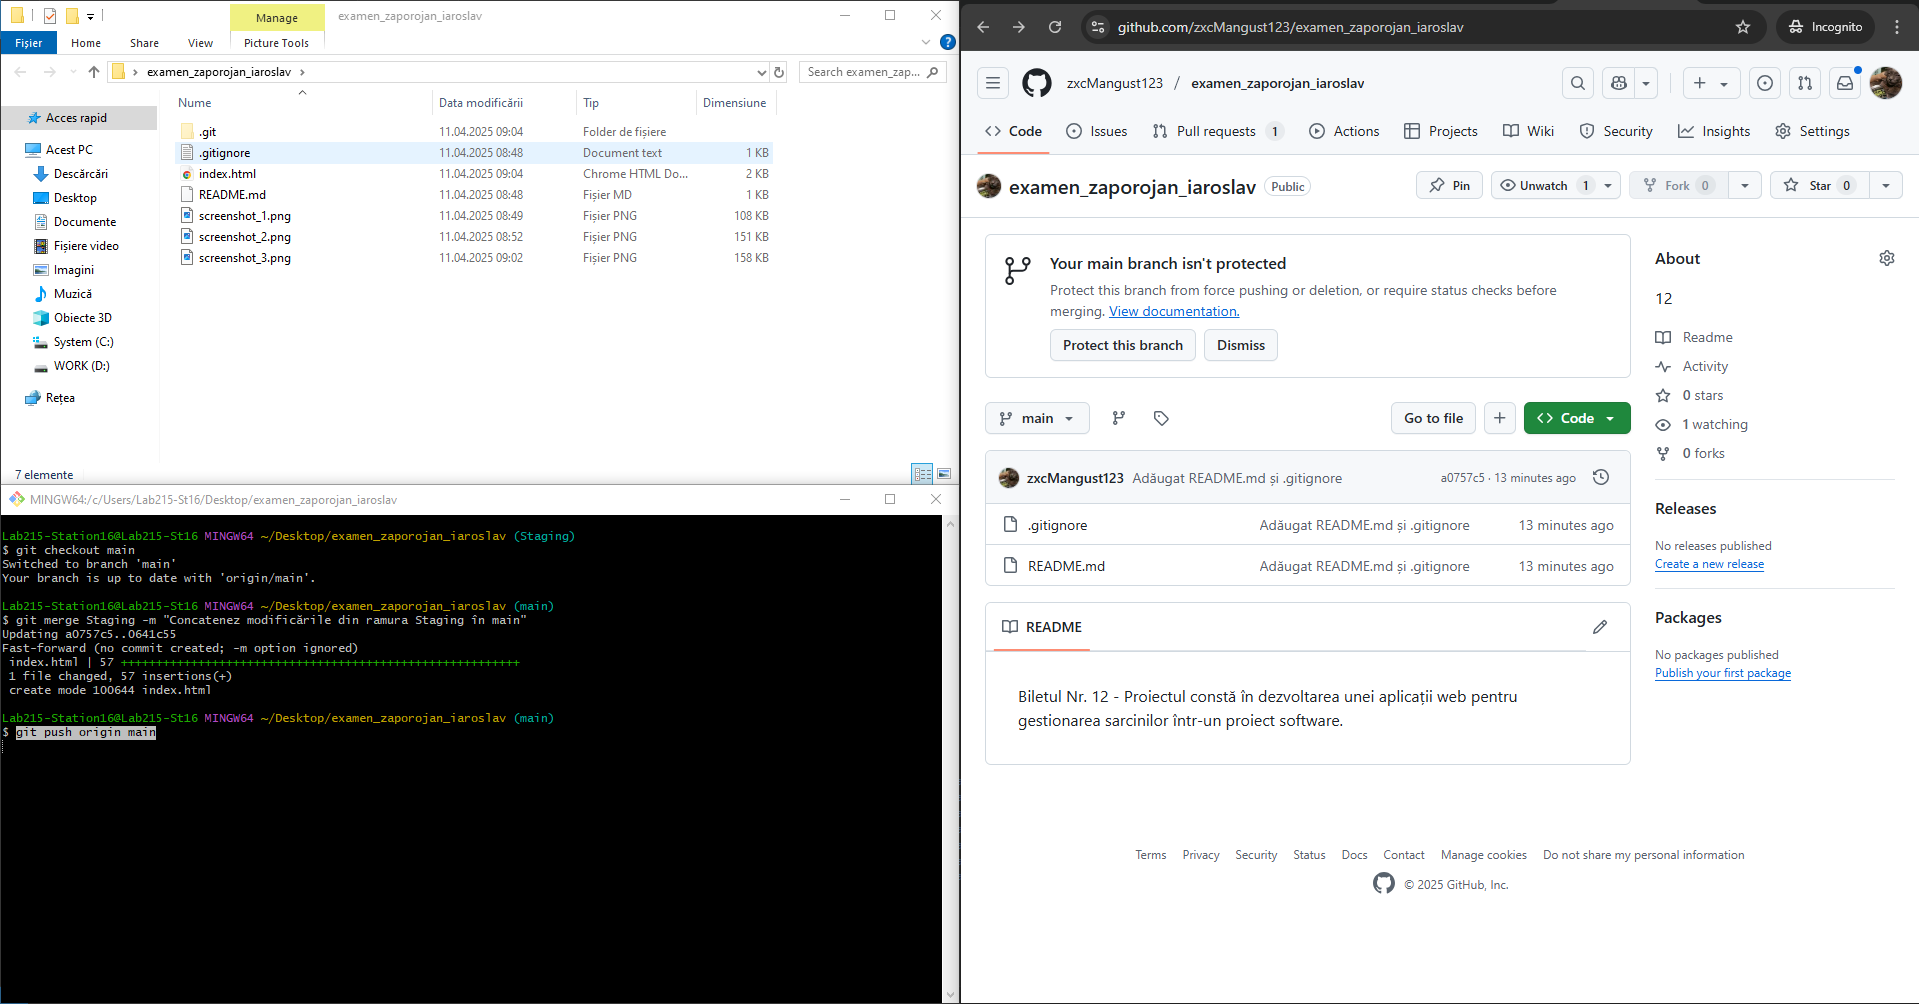 Manage
examen_zaporojan_iaroslav
Fișier
Home
Share
View
Picture Tools
examen_zaporojan_iaroslav
Search examen_zap...
Nume
Data modificării
Tip
Dimensiune
Acces rapid
Acest PC
Descărcări
Desktop
Documente
Fișiere video
Imagini
Muzică
Obiecte 3D
System (C:)
WORK (D:)
Rețea
.git 11.04.2025 09:04 Folder de fișiere
.gitignore 11.04.2025 08:48 Document text 1 KB
index.html 11.04.2025 09:04 Chrome HTML Do... 2 KB
README.md 11.04.2025 08:48 Fișier MD 1 KB
screenshot_1.png 11.04.2025 08:49 Fișier PNG 108 KB
screenshot_2.png 11.04.2025 08:52 Fișier PNG 151 KB
screenshot_3.png 11.04.2025 09:02 Fișier PNG 158 KB
7 elemente
MINGW64:/c/Users/Lab215-St16/Desktop/examen_zaporojan_iaroslav
Lab215-Station16@Lab215-St16 MINGW64 ~/Desktop/examen_zaporojan_iaroslav (Staging)
$ git checkout main
Switched to branch 'main'
Your branch is up to date with 'origin/main'.
Lab215-Station16@Lab215-St16 MINGW64 ~/Desktop/examen_zaporojan_iaroslav (main)
$ git merge Staging -m "Concatenez modificările din ramura Staging în main"
Updating a0757c5..0641c55
Fast-forward (no commit created; -m option ignored)
index.html | 57 +++++++++++++++++++++++++++++++++++++++++++++++++++++++++
1 file changed, 57 insertions(+)
create mode 100644 index.html
Lab215-Station16@Lab215-St16 MINGW64 ~/Desktop/examen_zaporojan_iaroslav (main)
$ git push origin main
github.com/zxcMangust123/examen_zaporojan_iaroslav
Incognito
zxcMangust123 / examen_zaporojan_iaroslav
Code
Issues
Pull requests 1
Actions
Projects
Wiki
Security
Insights
Settings
examen_zaporojan_iaroslav Public
Pin
Unwatch 1
Fork 0
Star 0
Your main branch isn't protected
Protect this branch from force pushing or deletion, or require status checks before
merging. View documentation.
Protect this branch
Dismiss
main
Go to file
Code
zxcMangust123 Adăugat README.md și .gitignore a0757c5 · 13 minutes ago
.gitignore Adăugat README.md și .gitignore 13 minutes ago
README.md Adăugat README.md și .gitignore 13 minutes ago
README
Biletul Nr. 12 - Proiectul constă în dezvoltarea unei aplicații web pentru
gestionarea sarcinilor într-un proiect software.
About
12
Readme
Activity
0 stars
1 watching
0 forks
Releases
No releases published
Create a new release
Packages
No packages published
Publish your first package
Terms
Privacy
Security
Status
Docs
Contact
Manage cookies
Do not share my personal information
© 2025 GitHub, Inc.